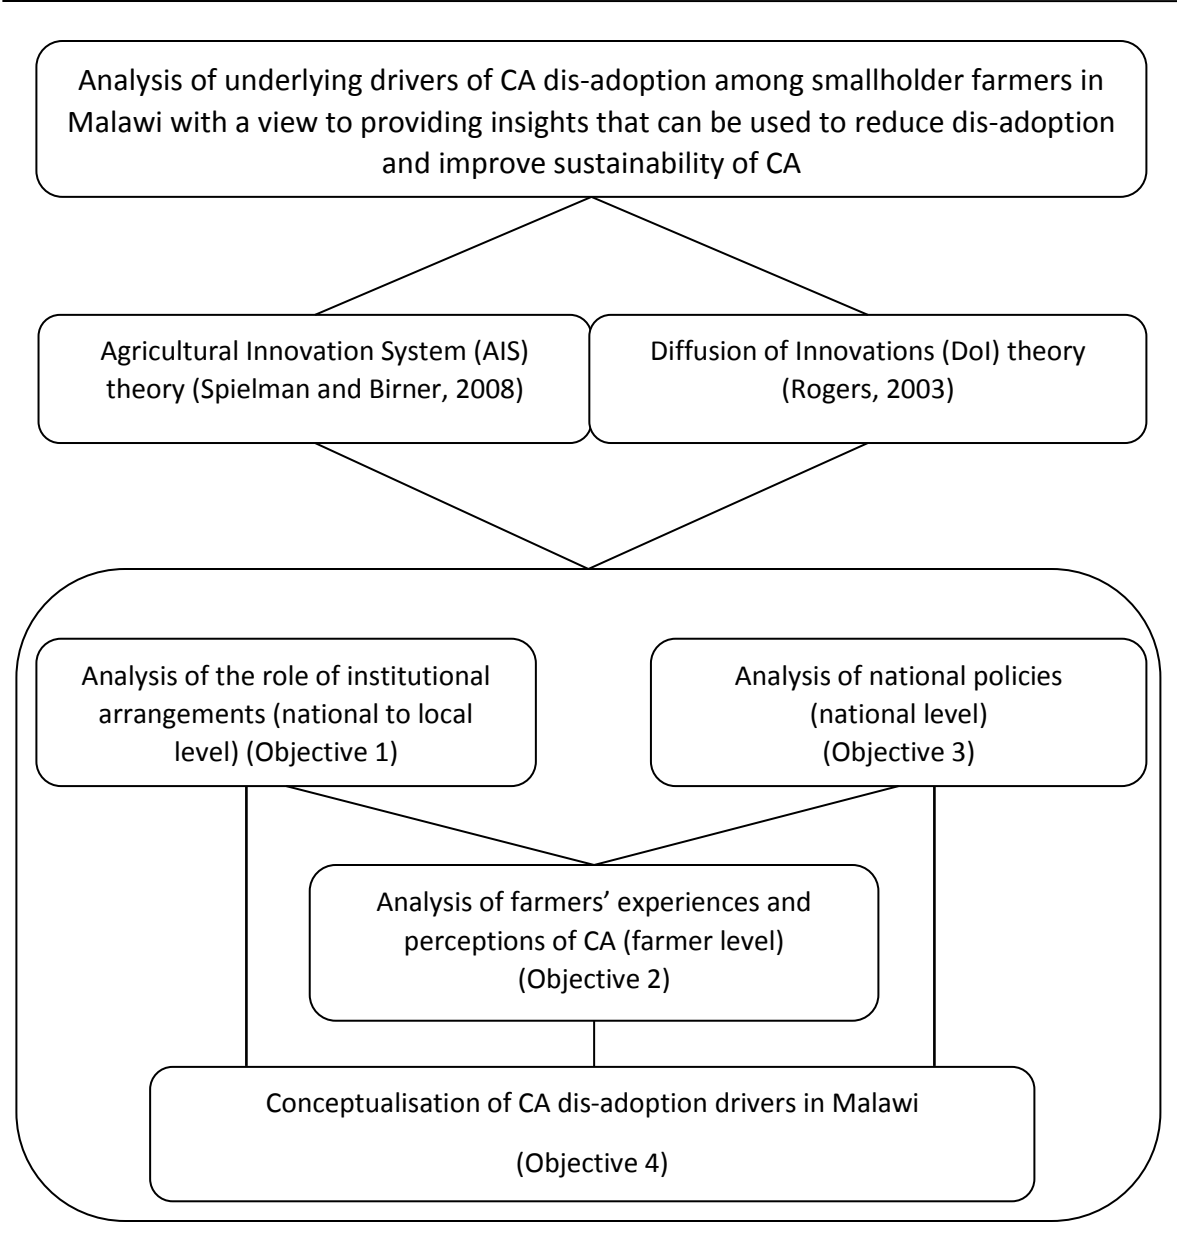 Analysis of underlying drivers of CA dis-adoption among smallholder farmers in
Malawi with a view to providing insights that can be used to reduce dis-adoption
and improve sustainability of CA
Agricultural Innovation System (AIS)
theory (Spielman and Birner, 2008)
Diffusion of Innovations (DoI) theory
(Rogers, 2003)
Analysis of the role of institutional
arrangements (national to local
level) (Objective 1)
Analysis of national policies
(national level)
(Objective 3)
Analysis of farmers’ experiences and
perceptions of CA (farmer level)
(Objective 2)
Conceptualisation of CA dis-adoption drivers in Malawi
(Objective 4)